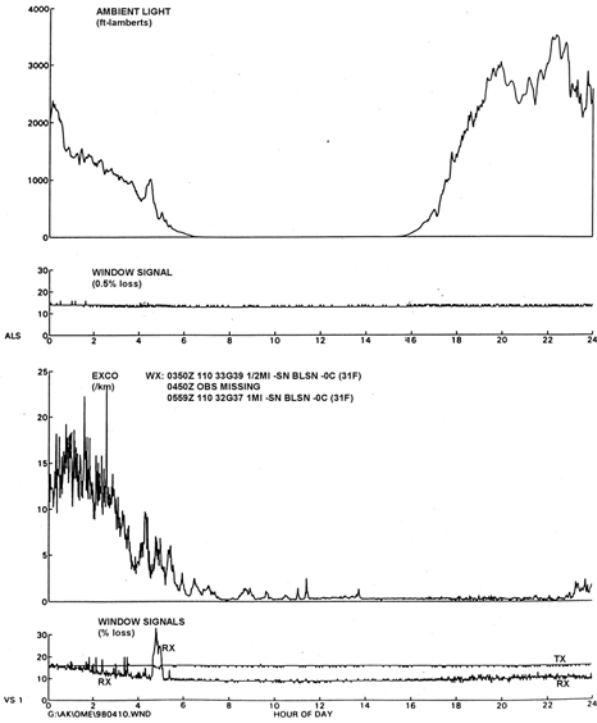 AMBIENT LIGHT
(ft-lamberts)
4000
3000
2000
1000
0
WINDOW SIGNAL
(0.5% loss)
30
20
10
0
ALS
0 2 4 6 8 10 12 14 16 18 20 22 24
EXCO
(/km)
WX: 0350Z 110 33G39 1/2MI -SN BLSN -0C (31F)
0450Z OBS MISSING
0559Z 110 32G37 1MI -SN BLSN -0C (31F)
25
20
15
10
5
0
WINDOW SIGNALS
(% loss)
30
20
10
0
RX
TX
RX
RX
VS 1
0 2 4 6 8 10 12 14 16 18 20 22 24
G:\AK\OME\980410.WND
HOUR OF DAY